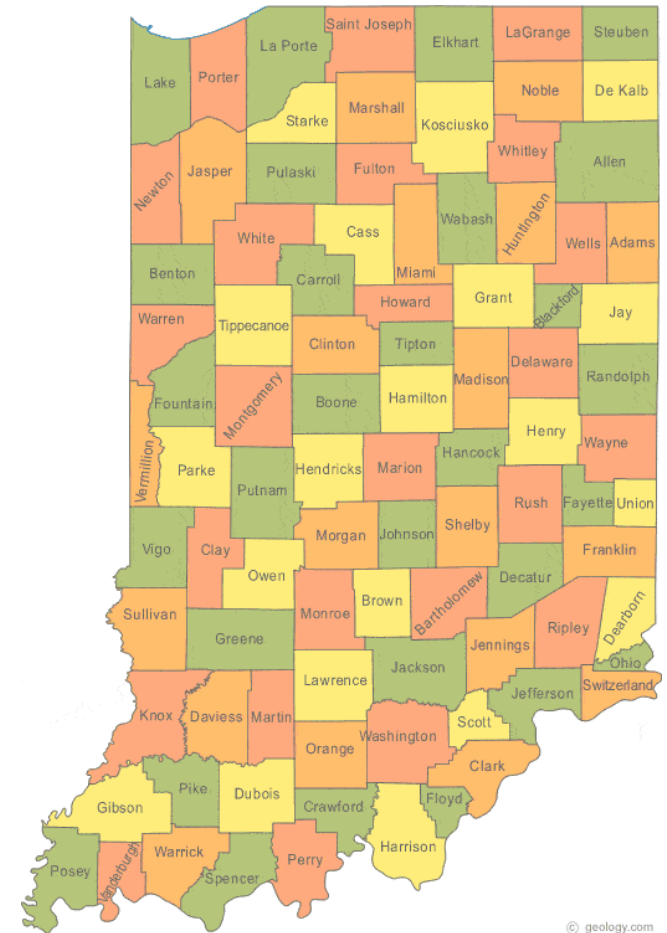 Saint Joseph
LaGrange
Steuben
Elkhart
La Porte
Porter
Lake
Noble
De Kalb
Marshall
Starke
Kosciusko
Whitley
Allen
Fulton
Jasper
Pulaski
Newton
Wabash
Huntington
Cass
White
Wells
Adams
Miami
Benton
Carroll
Grant
Howard
Blackford
Jay
Warren
Tippecanoe
Clinton
Tipton
Delaware
Madison
Randolph
Hamilton
Fountain
Montgomery
Boone
Henry
Wayne
Hancock
Vermillion
Parke
Hendricks
Marion
Putnam
Rush
Fayette
Union
Shelby
Morgan
Johnson
Vigo
Clay
Franklin
Owen
Decatur
Brown
Bartholomew
Sullivan
Monroe
Dearborn
Ripley
Greene
Jennings
Ohio
Jackson
Lawrence
Switzerland
Jefferson
Knox
Daviess
Martin
Scott
Washington
Orange
Clark
Pike
Dubois
Floyd
Gibson
Crawford
Harrison
Warrick
Perry
Vanderburgh
Posey
Spencer
© geology.com